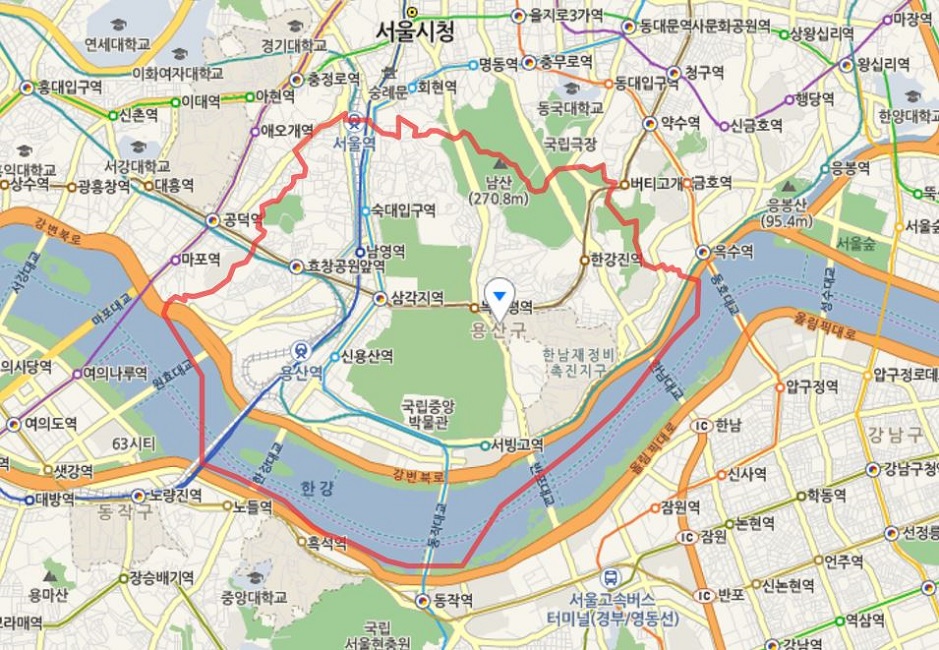 서울시청
을지로3가역
동대문역사문화공원역
마장역
연세대학교
경기대학교
상왕십리역
이화여자대학교
충정로역
명동역
충무로역
청구역
왕십리역
홍대입구역
숭례문
회현역
동대입구역
신촌역
이대역
아현역
동국대학교
행당역
한양대학교
애오개역
서울역
약수역
신금호역
국립극장
서강대학교
응봉역
상수역
광흥창역
대흥역
남산
(270.8m)
버티고개
금호역
응봉산
(95.4m)
공덕역
숙대입구역
강변북로
서울숲
남영역
한강진역
옥수역
마포역
효창공원앞역
서강대교
마포대교
삼각지역
동호대교
성수대교
용산구
올림픽대로
여의나루역
원효대교
용산역
신용산역
한남재정비
촉진지구
한남대교
압구정역
압구정로데
국립중앙
박물관
여의도역
63시티
서빙고역
IC 한남
강남구
샛강역
한강대교
강변북로
반포대교
올림픽대로
신사역
강남구청
대방역
노량진역
한강
학동역
동작구
노들역
동작대교
잠원역
논현역
IC 잠원
선정릉
흑석역
언주역
용마산
장승배기역
중앙대학교
동작역
서울고속버스
터미널(경부/영동선)
IC 반포
신논현역
역삼역
국립
서울현충원
강남역